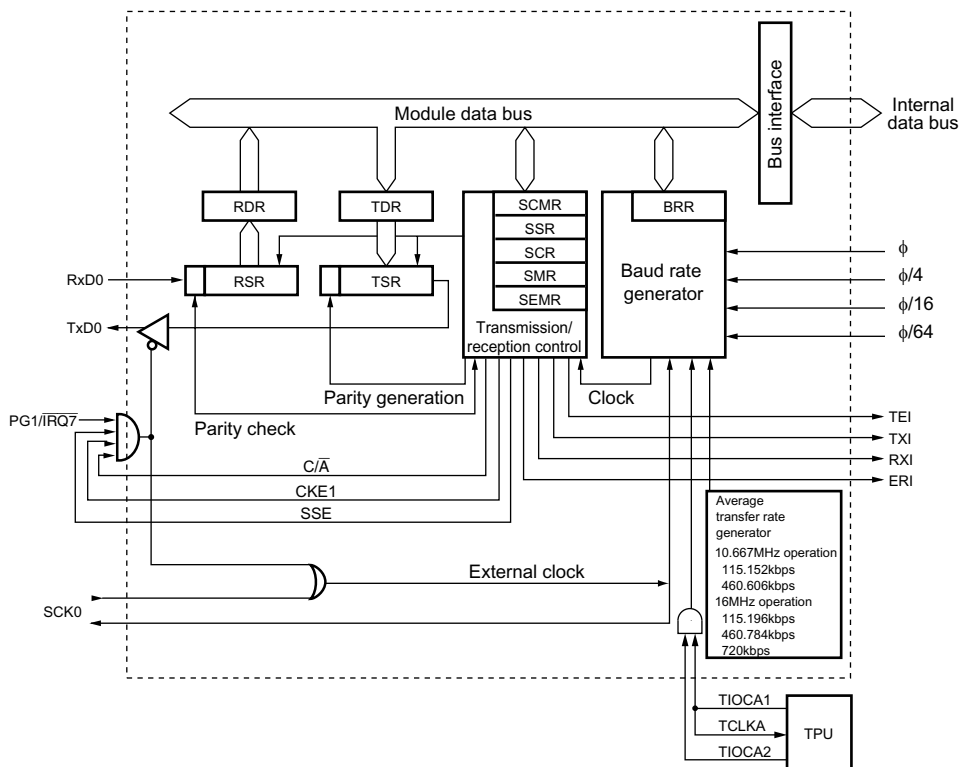 Module data bus
Bus interface
Internal
data bus
RDR
TDR
SCMR
SSR
SCR
SMR
SEMR
BRR
Baud rate
generator
φ
φ/4
φ/16
φ/64
RxD0
RSR
TSR
TxD0
Transmission/
reception control
Parity generation
Clock
Parity check
PG1/IRQ7
C/A
CKE1
SSE
TEI
TXI
RXI
ERI
Average
transfer rate
generator
10.667MHz operation
115.152kbps
460.606kbps
16MHz operation
115.196kbps
460.784kbps
720kbps
External clock
SCK0
TIOCA1
TCLKA
TIOCA2
TPU